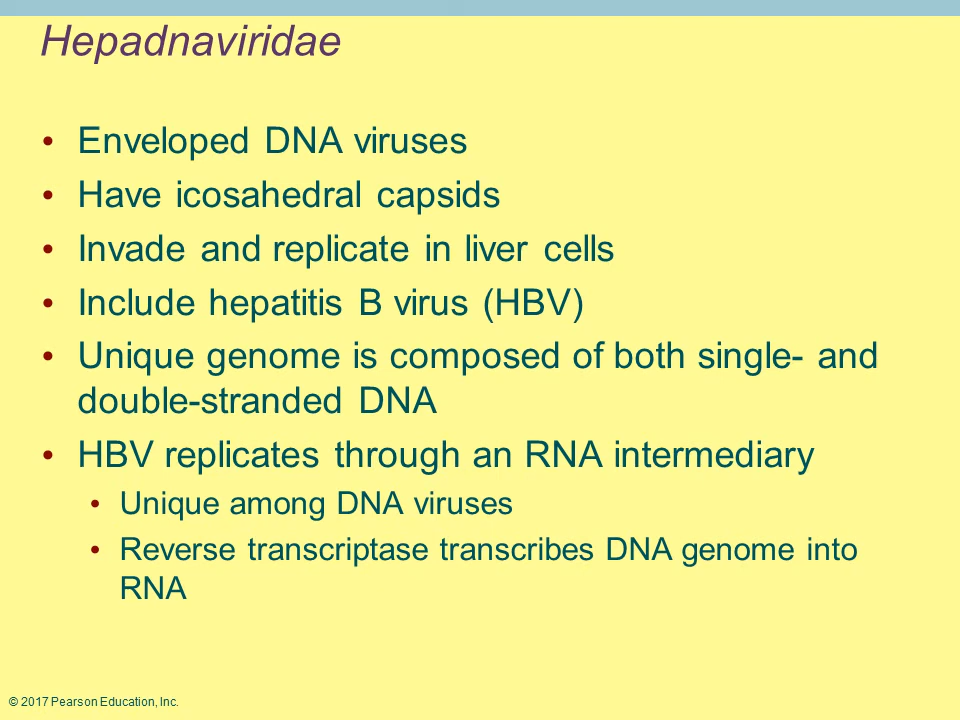 Hepadnaviridae
• Enveloped DNA viruses
• Have icosahedral capsids
• Invade and replicate in liver cells
• Include hepatitis B virus (HBV)
• Unique genome is composed of both single- and
double-stranded DNA
• HBV replicates through an RNA intermediary
• Unique among DNA viruses
• Reverse transcriptase transcribes DNA genome into
RNA
© 2017 Pearson Education, Inc.